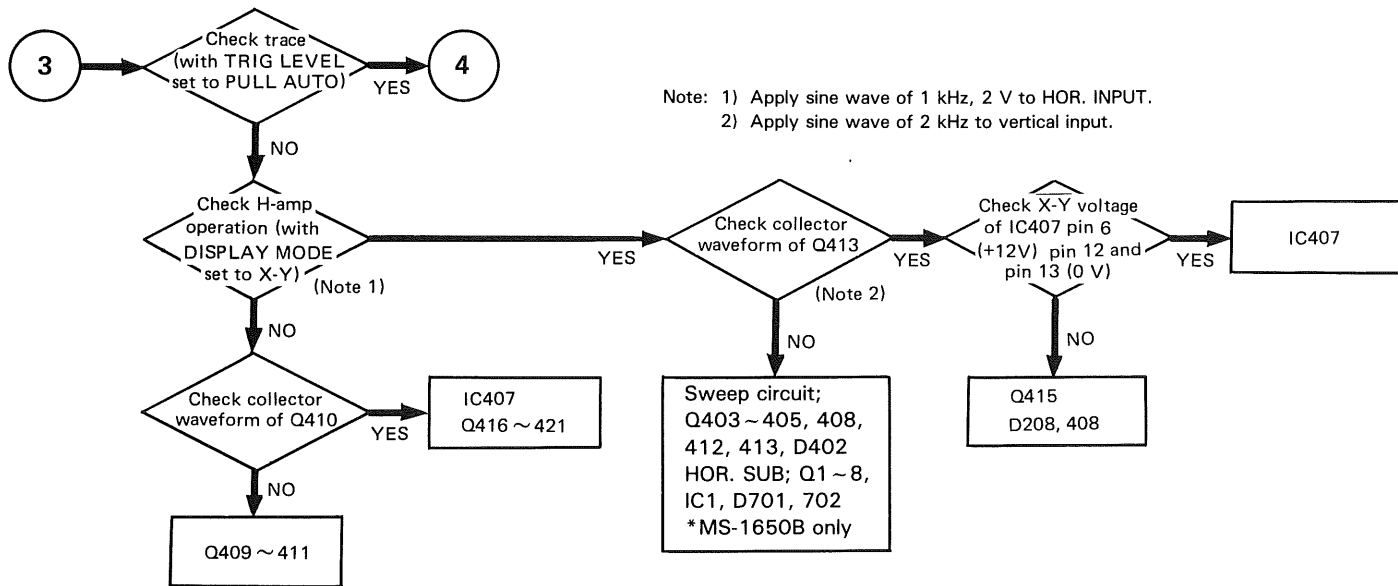 3
Check trace
(with TRIG LEVEL
set to PULL AUTO)
YES
4
NO
Note: 1) Apply sine wave of 1 kHz, 2 V to HOR. INPUT.
2) Apply sine wave of 2 kHz to vertical input.
Check H-amp
operation (with
DISPLAY MODE
set to X-Y)
(Note 1)
YES
NO
Check collector
waveform of Q413
(Note 2)
YES
NO
Check X-Y voltage
of IC407 pin 6
(+12V) pin 12 and
pin 13 (0 V)
YES
NO
IC407
Check collector
waveform of Q410
YES
NO
IC407
Q416 ~ 421
Sweep circuit;
Q403 ~ 405, 408,
412, 413, D402
HOR. SUB; Q1 ~ 8,
IC1, D701, 702
*MS-1650B only
Q415
D208, 408
Q409 ~ 411